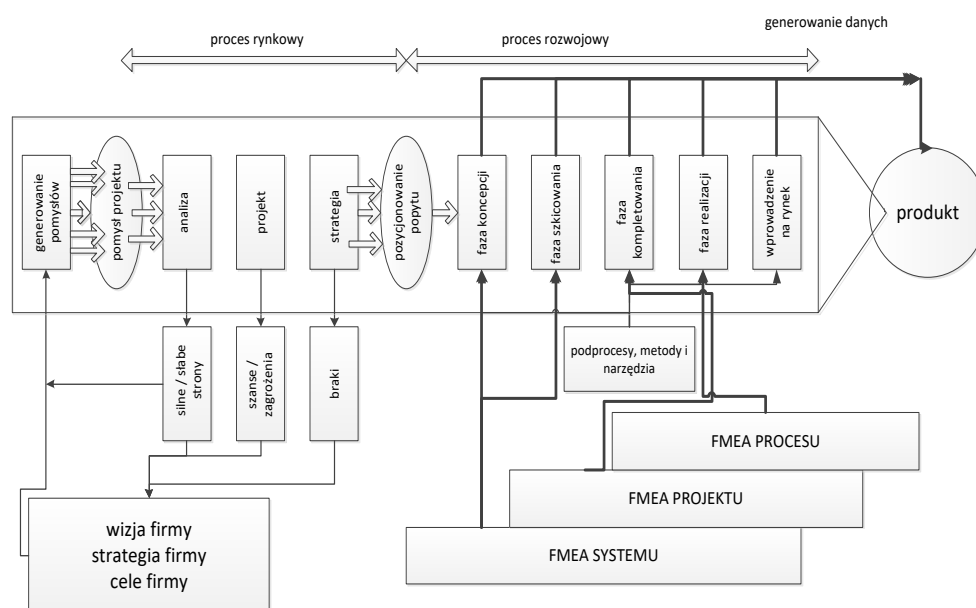 generowanie danych
proces rynkowy
proces rozwojowy
generowanie
pomysłów
pomysł projektu
analiza
projekt
strategia
pozycjonowanie
popytu
faza koncepcji
faza szkicowania
faza
kompletowania
faza realizacji
wprowadzenie
na rynek
produkt
silne / słabe
strony
szanse /
zagrożenia
braki
podprocesy, metody i
narzędzia
FMEA PROCESU
FMEA PROJEKTU
FMEA SYSTEMU
wizja firmy
strategia firmy
cele firmy